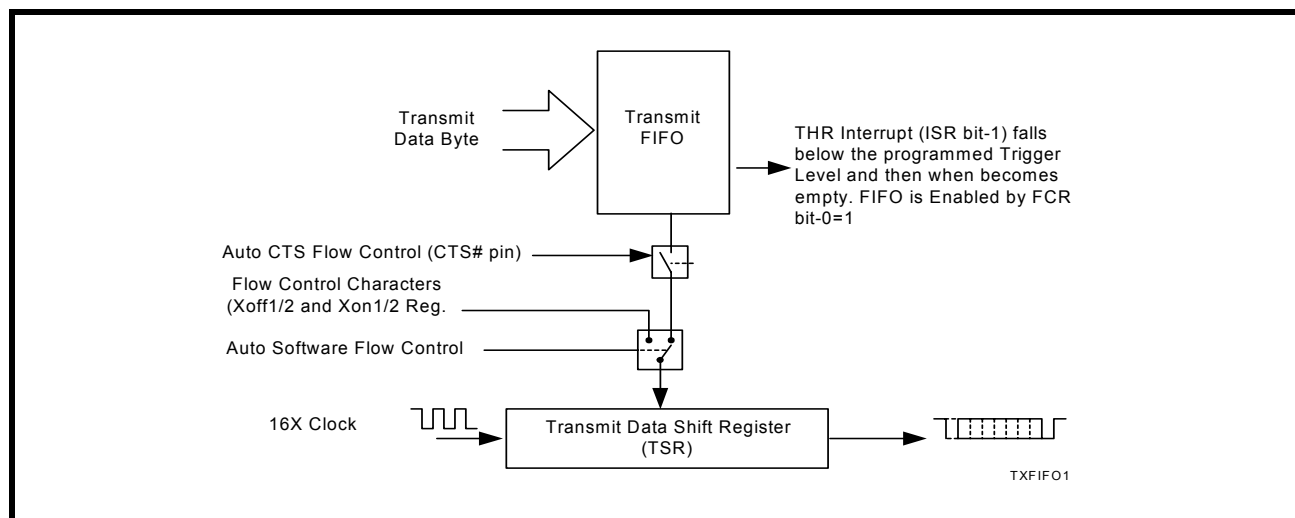 Transmit
Data Byte
Transmit
FIFO
THR Interrupt (ISR bit-1) falls
below the programmed Trigger
Level and then when becomes
empty. FIFO is Enabled by FCR
bit-0=1
Auto CTS Flow Control (CTS# pin)
Flow Control Characters
(Xoff1/2 and Xon1/2 Reg.
Auto Software Flow Control
16X Clock
Transmit Data Shift Register
(TSR)
TXFIFO1